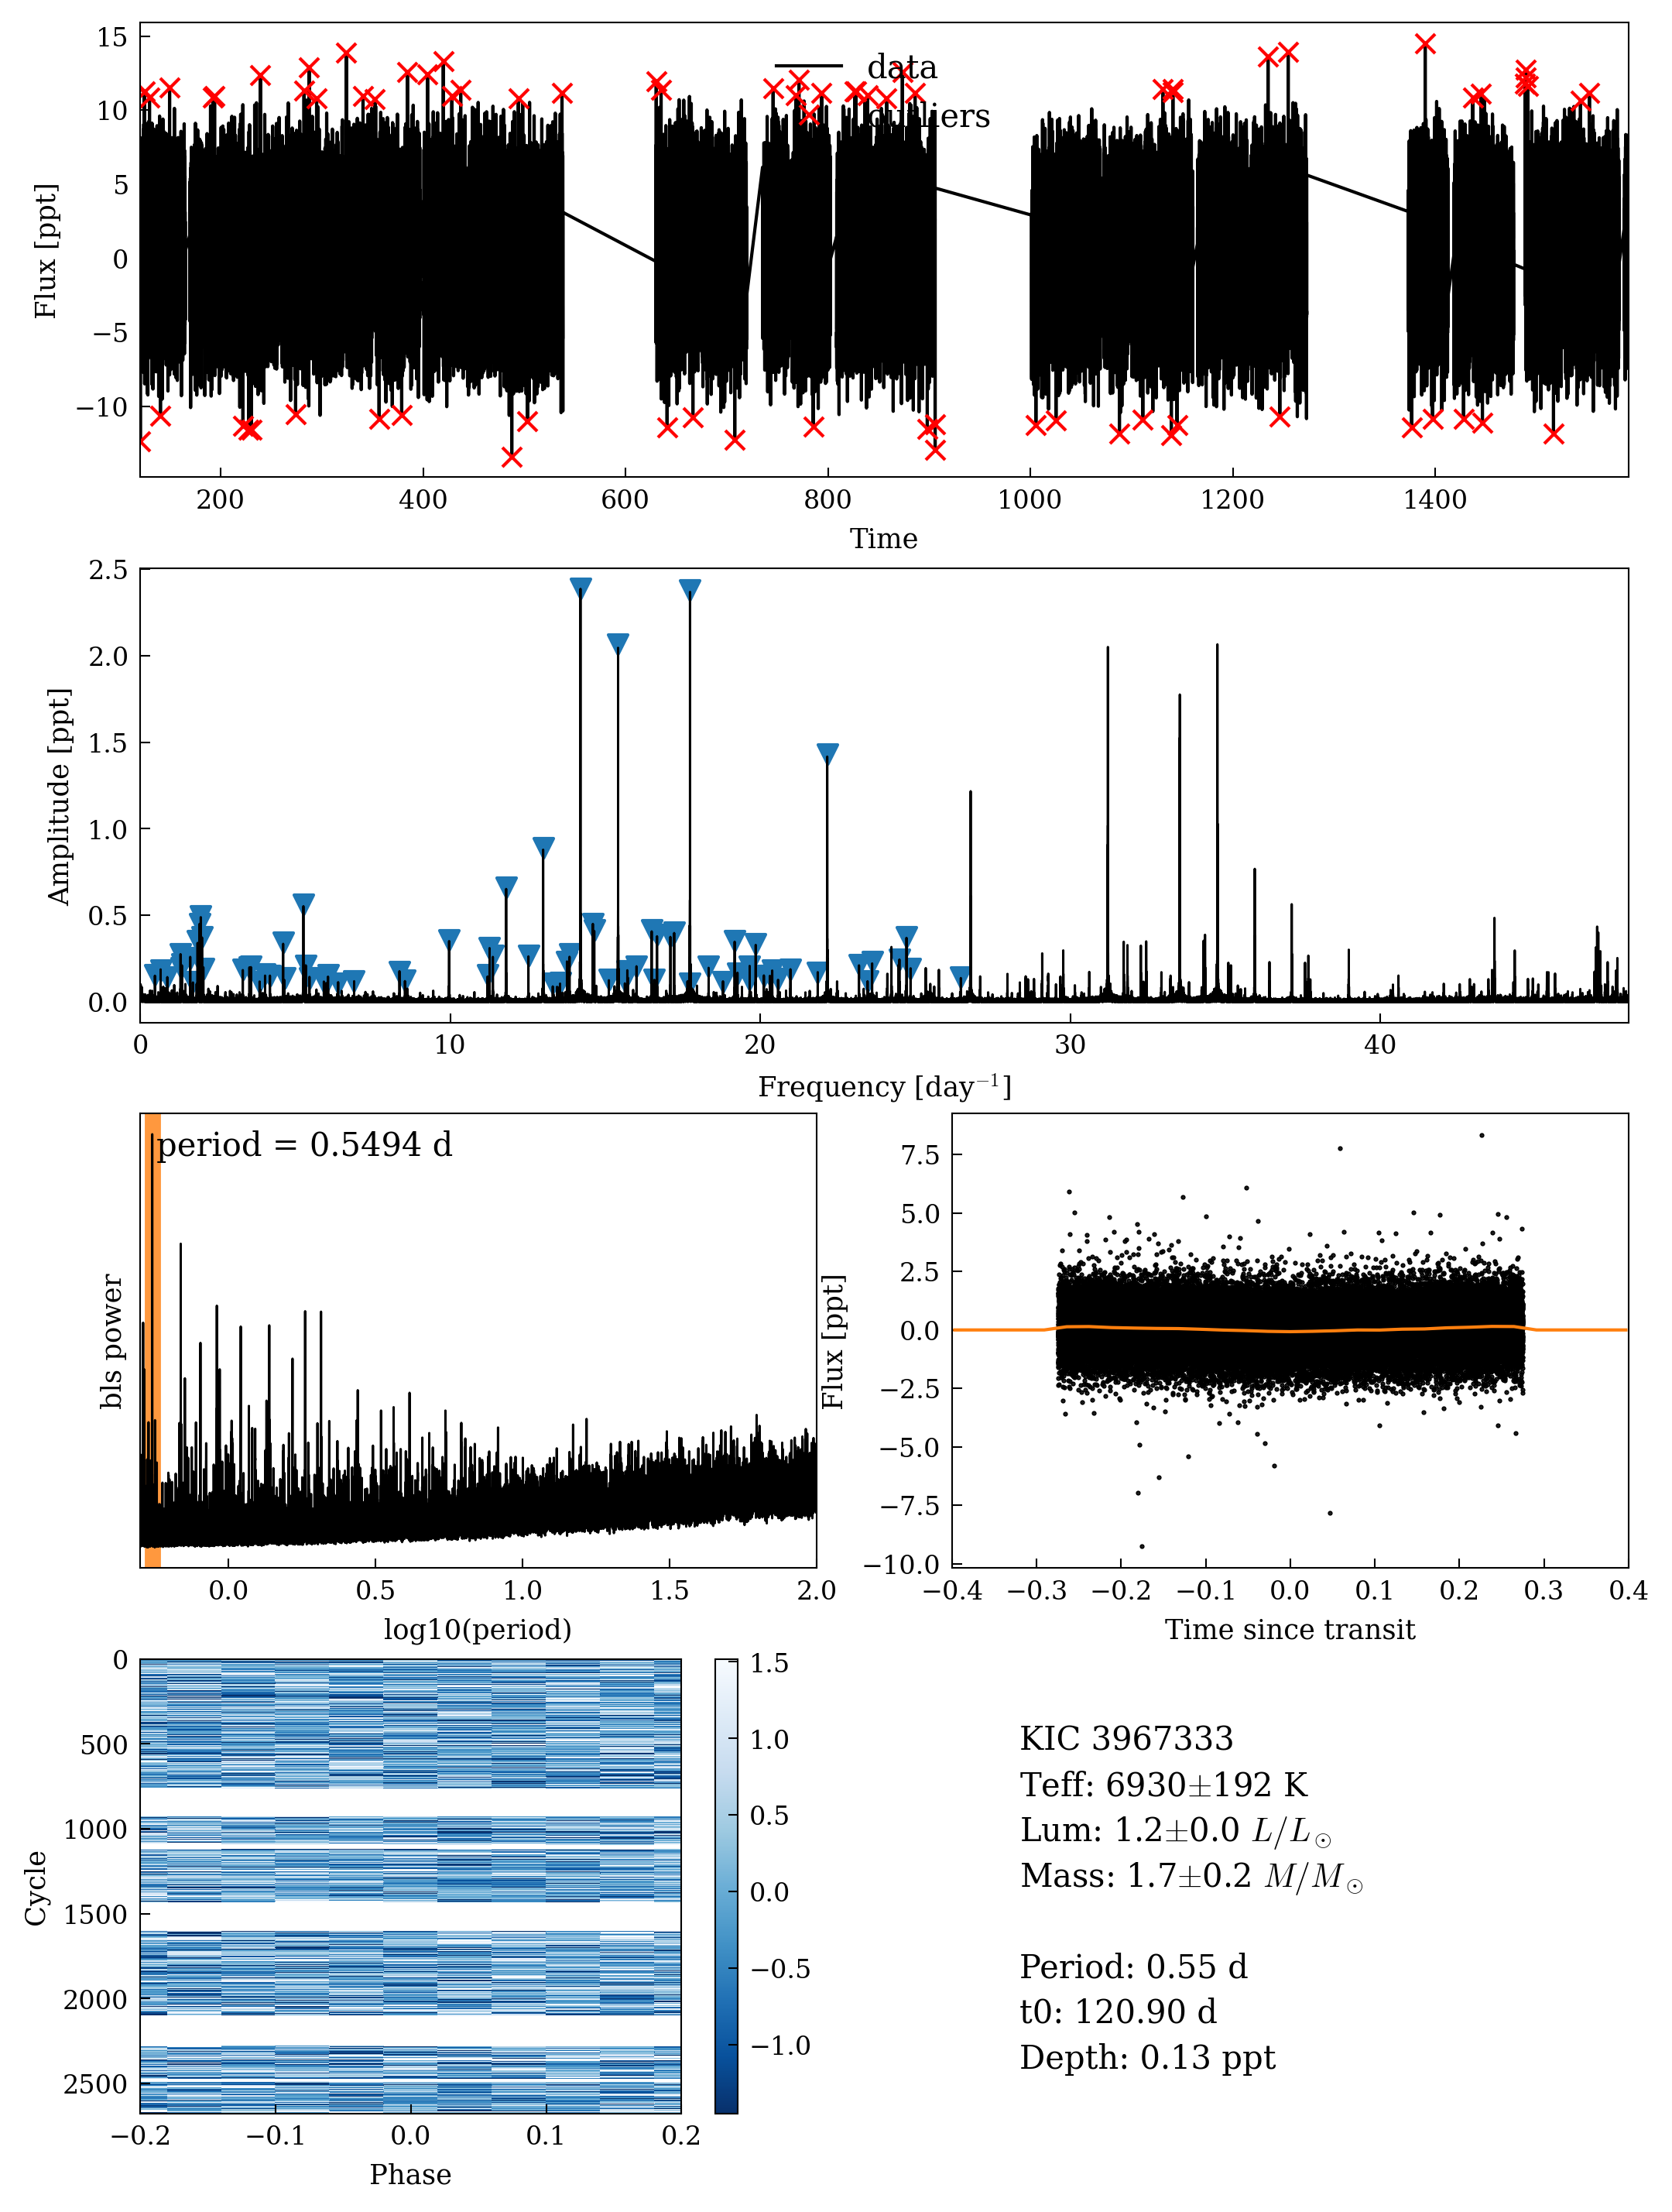 15
10
5
0
−5
−10
Flux [ppt]
data
outliers
200 400 600 800 1000 1200 1400
Time
2.5
2.0
1.5
1.0
0.5
0.0
Amplitude [ppt]
0 10 20 30 40
Frequency [day⁻¹]
period = 0.5494 d
bls power
0.0 0.5 1.0 1.5 2.0
log10(period)
7.5
5.0
2.5
0.0
−2.5
−5.0
−7.5
−10.0
Flux [ppt]
−0.4 −0.3 −0.2 −0.1 0.0 0.1 0.2 0.3 0.4
Time since transit
0
500
1000
1500
2000
2500
Cycle
−0.2 −0.1 0.0 0.1 0.2
Phase
1.5
1.0
0.5
0.0
−0.5
−1.0
KIC 3967333
Teff: 6930±192 K
Lum: 1.2±0.0 L/L☉
Mass: 1.7±0.2 M/M☉
Period: 0.55 d
t0: 120.90 d
Depth: 0.13 ppt